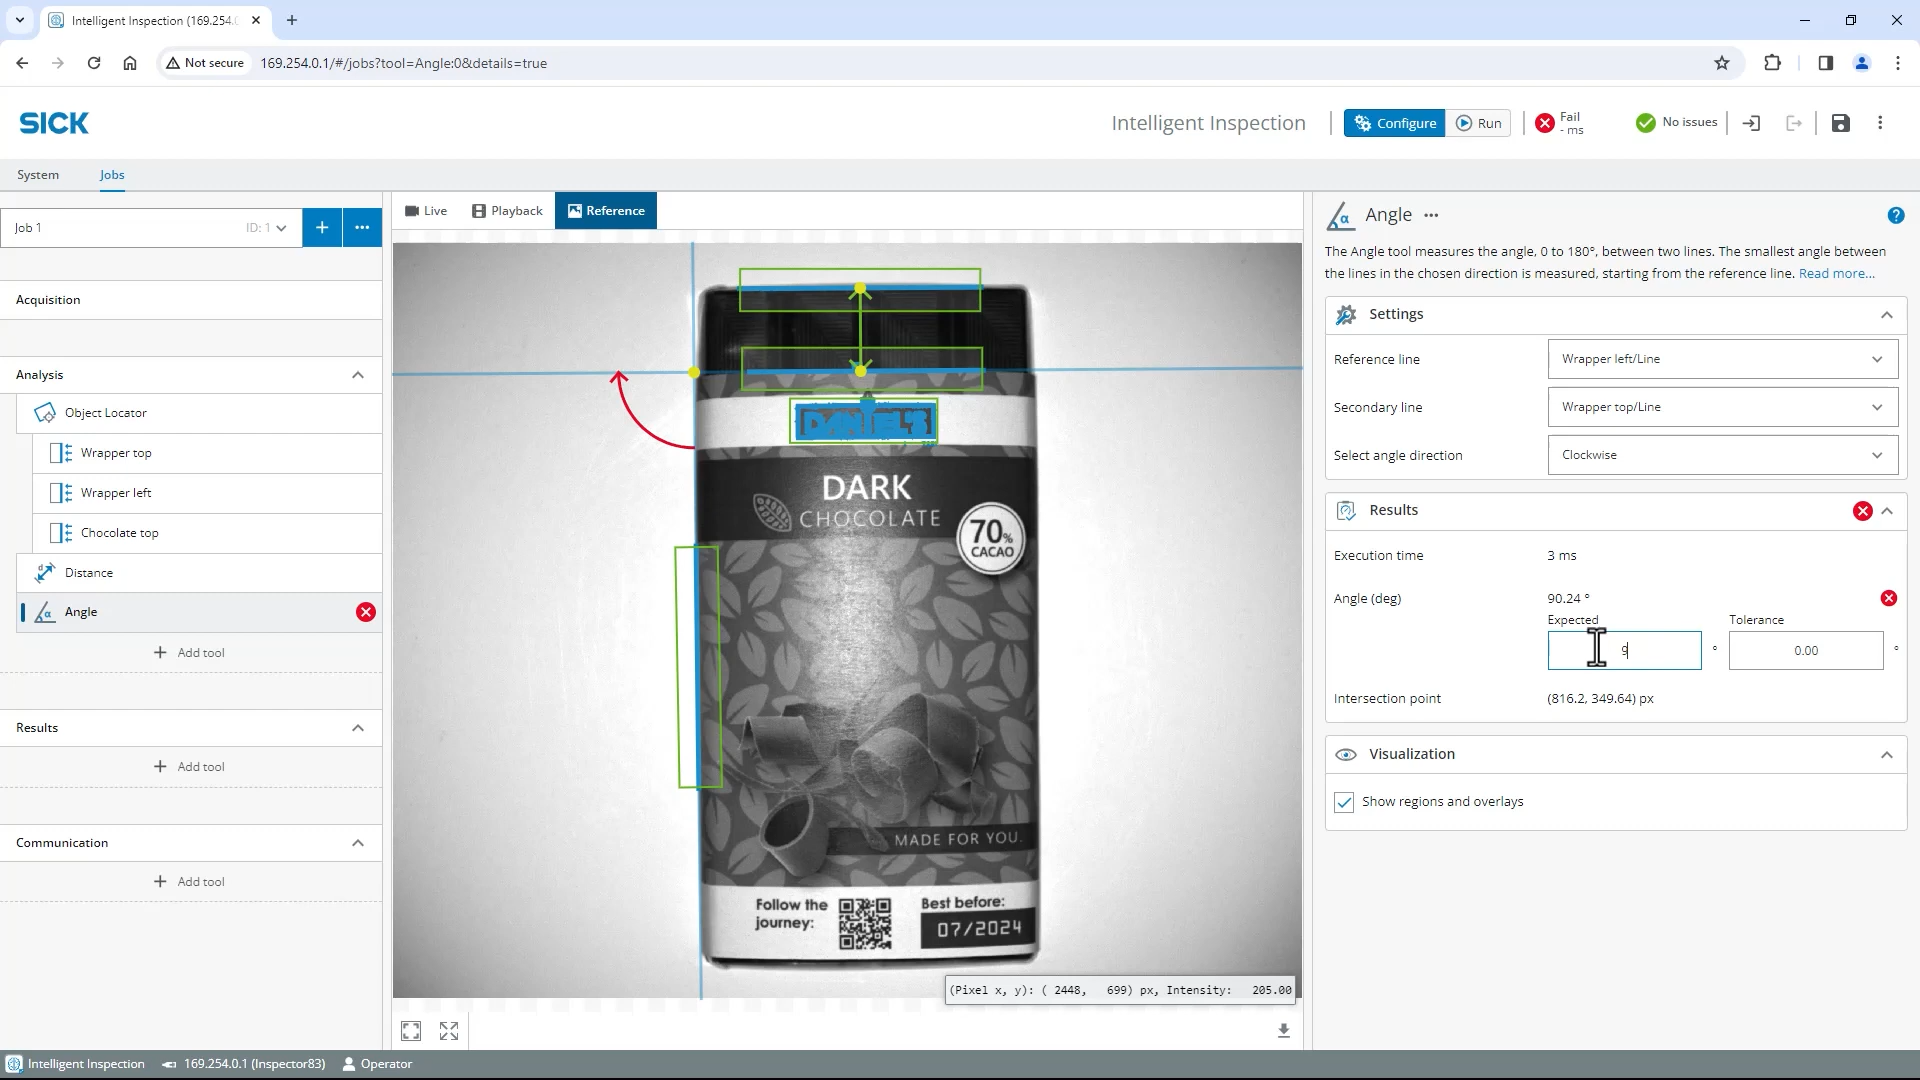 Intelligent Inspection (169.254.0
Not secure
169.254.0.1/#/jobs?tool=Angle:0&details=true
SICK
Intelligent Inspection
Configure
Run
Fail
- ms
No issues
System
Jobs
Job 1
ID: 1
Acquisition
Analysis
Object Locator
Wrapper top
Wrapper left
Chocolate top
Distance
Angle
Add tool
Results
Add tool
Communication
Add tool
Live
Playback
Reference
DANIEL'S
DARK
CHOCOLATE
70%
CACAO
MADE FOR YOU.
Follow the
journey:
Best before:
07/2024
(Pixel x, y): ( 2448, 699) px, Intensity: 205.00
Angle
The Angle tool measures the angle, 0 to 180°, between two lines. The smallest angle between
the lines in the chosen direction is measured, starting from the reference line. Read more...
Settings
Reference line
Wrapper left/Line
Secondary line
Wrapper top/Line
Select angle direction
Clockwise
Results
Execution time
3 ms
Angle (deg)
90.24 °
Expected
Tolerance
9
°
0.00
°
Intersection point
(816.2, 349.64) px
Visualization
Show regions and overlays
Intelligent Inspection
169.254.0.1 (Inspector83)
Operator